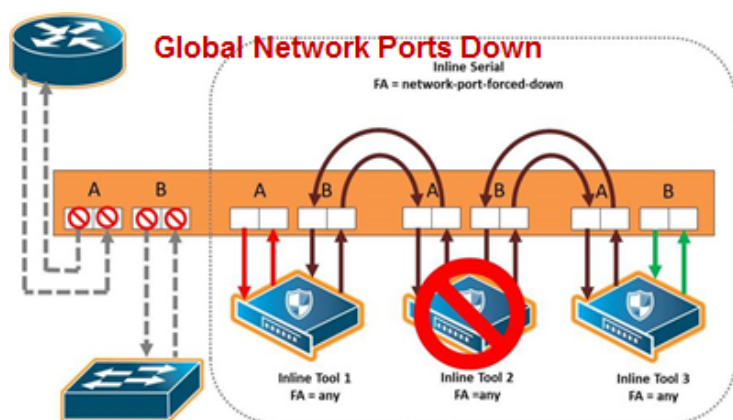 Global Network Ports Down
Inline Serial
FA = network-port-forced-down
A B A B A B A B
Inline Tool 1
FA = any
Inline Tool 2
FA =any
Inline Tool 3
FA = any